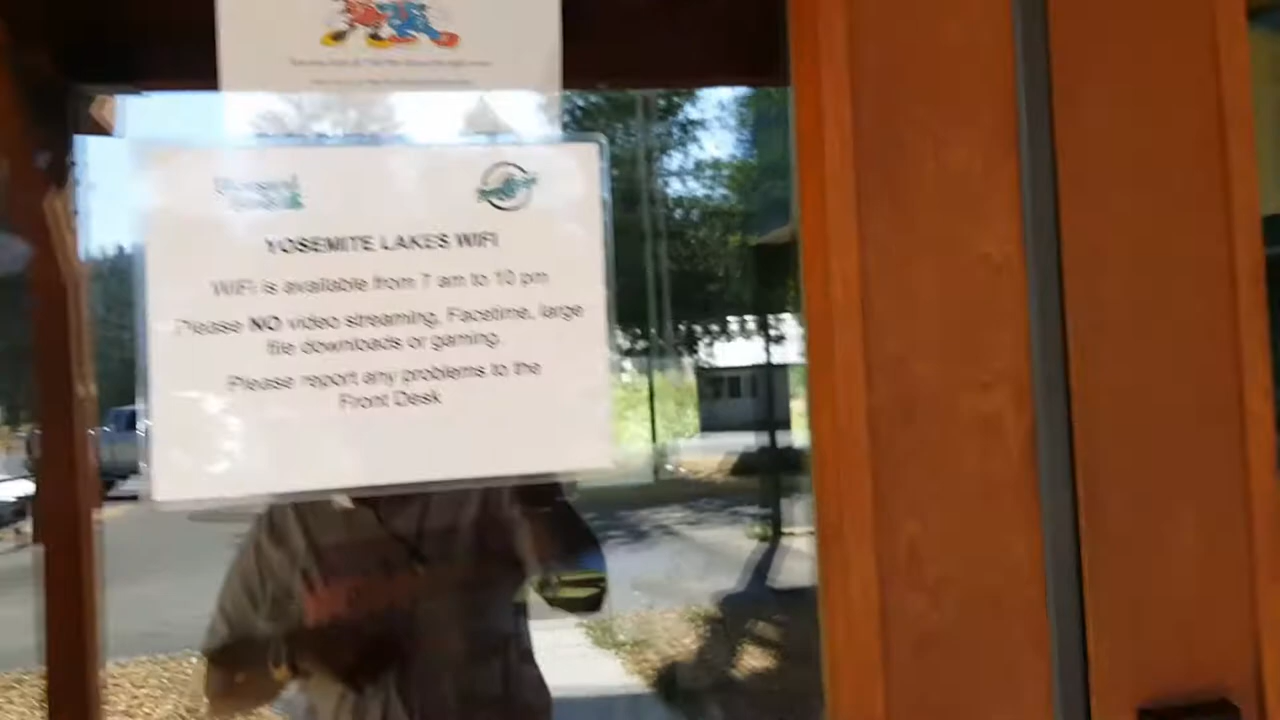 YOSEMITE LAKES WIFI
WiFi is available from 7 am to 10 pm
Please NO video streaming, Facetime, large
file downloads or gaming.
Please report any problems to the
Front Desk